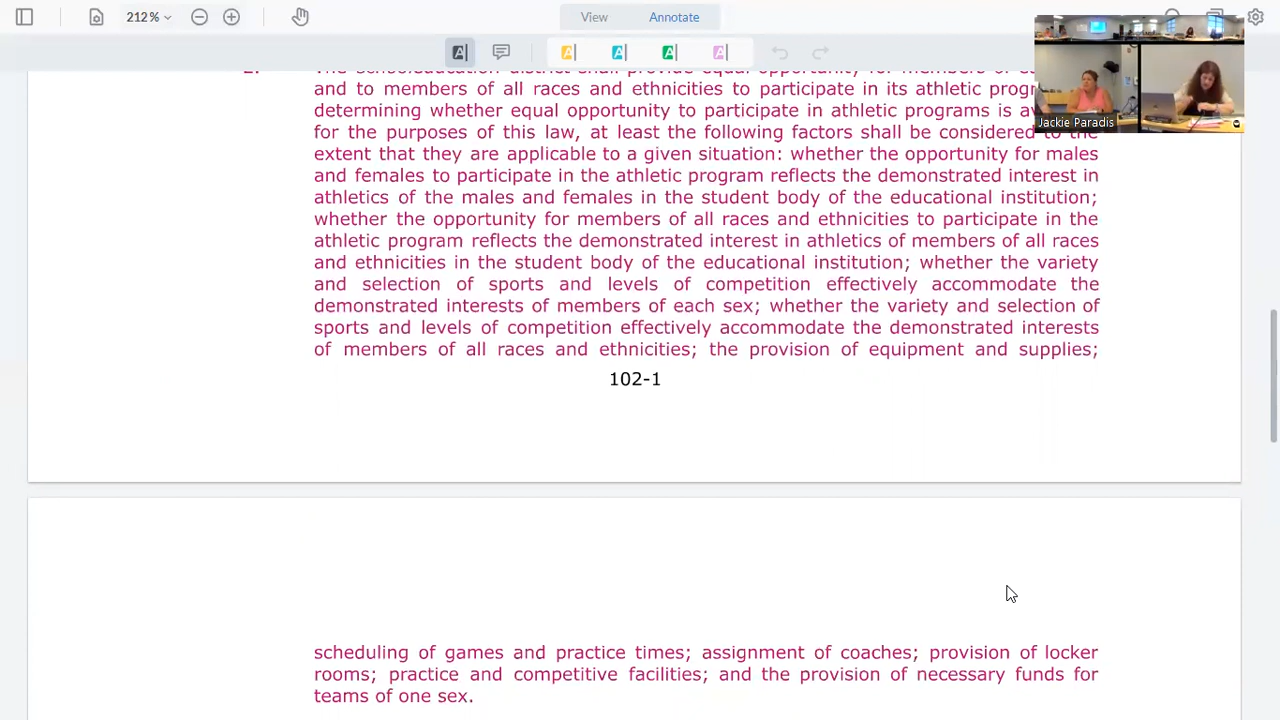 212%
View
Annotate
Jackie Paradis
and to members of all races and ethnicities to participate in its athletic
determining whether equal opportunity to participate in athletic programs is
for the purposes of this law, at least the following factors shall be considered to the
extent that they are applicable to a given situation: whether the opportunity for males
and females to participate in the athletic program reflects the demonstrated interest in
athletics of the males and females in the student body of the educational institution;
whether the opportunity for members of all races and ethnicities to participate in the
athletic program reflects the demonstrated interest in athletics of members of all races
and ethnicities in the student body of the educational institution; whether the variety
and selection of sports and levels of competition effectively accommodate the
demonstrated interests of members of each sex; whether the variety and selection of
sports and levels of competition effectively accommodate the demonstrated interests
of members of all races and ethnicities; the provision of equipment and supplies;
102-1
scheduling of games and practice times; assignment of coaches; provision of locker
rooms; practice and competitive facilities; and the provision of necessary funds for
teams of one sex.